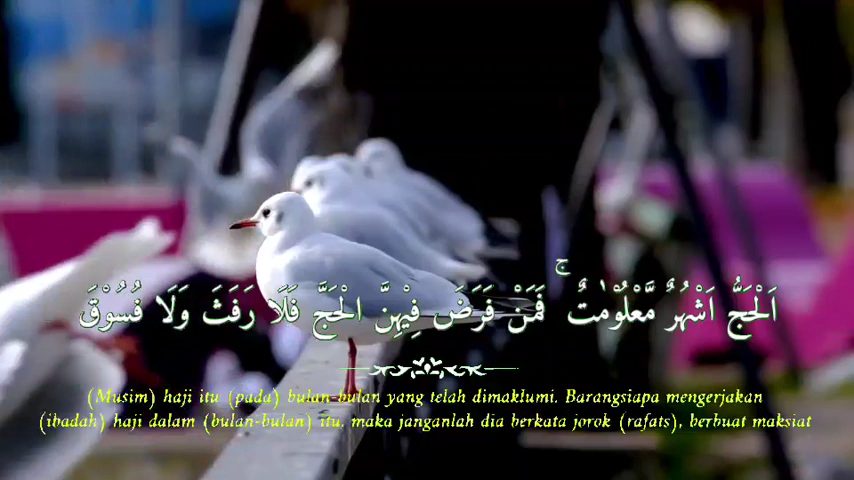 اَلْحَجُّ اَشْهُرٌ مَّعْلُوْمٰتٌ ۚ فَمَنْ فَرَضَ فِيْهِنَّ الْحَجَّ فَلَا رَفَثَ وَلَا فُسُوْقَ
(Musim) haji itu (pada) bulan-bulan yang telah dimaklumi. Barangsiapa mengerjakan
(ibadah) haji dalam (bulan-bulan) itu, maka janganlah dia berkata jorok (rafats), berbuat maksiat